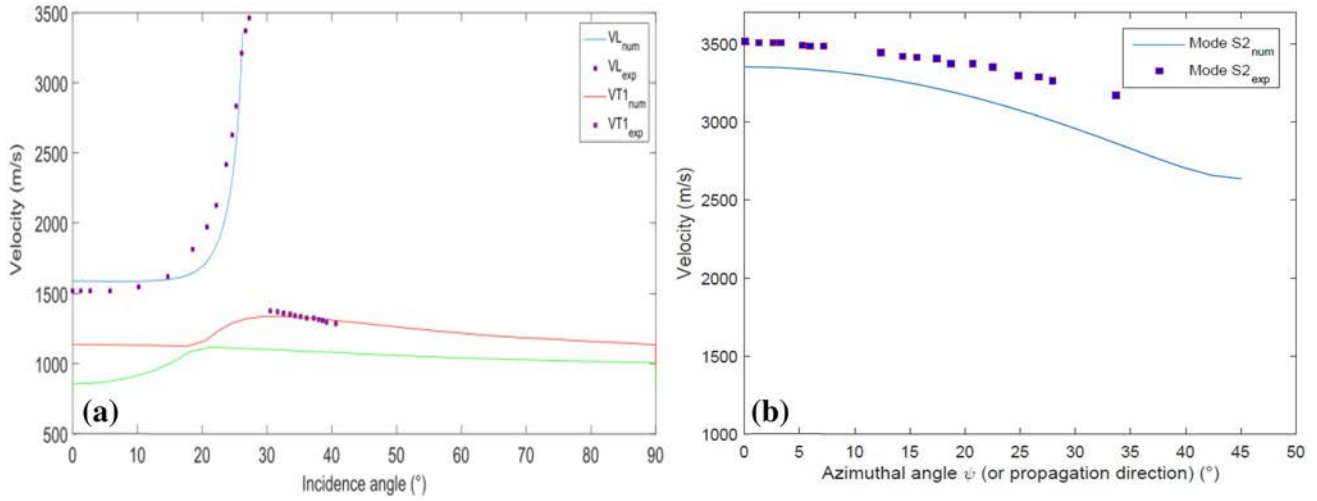 3500
3000
2500
2000
1500
1000
500
0
10
20
30
40
50
60
70
80
90
Velocity (m/s)
Incidence angle (°)
VLnum
VLexp
VT1num
VT1exp
(a)
3500
3000
2500
2000
1500
1000
0
5
10
15
20
25
30
35
40
45
50
Velocity (m/s)
Azimuthal angle ψ (or propagation direction) (°)
Mode S2num
Mode S2exp
(b)